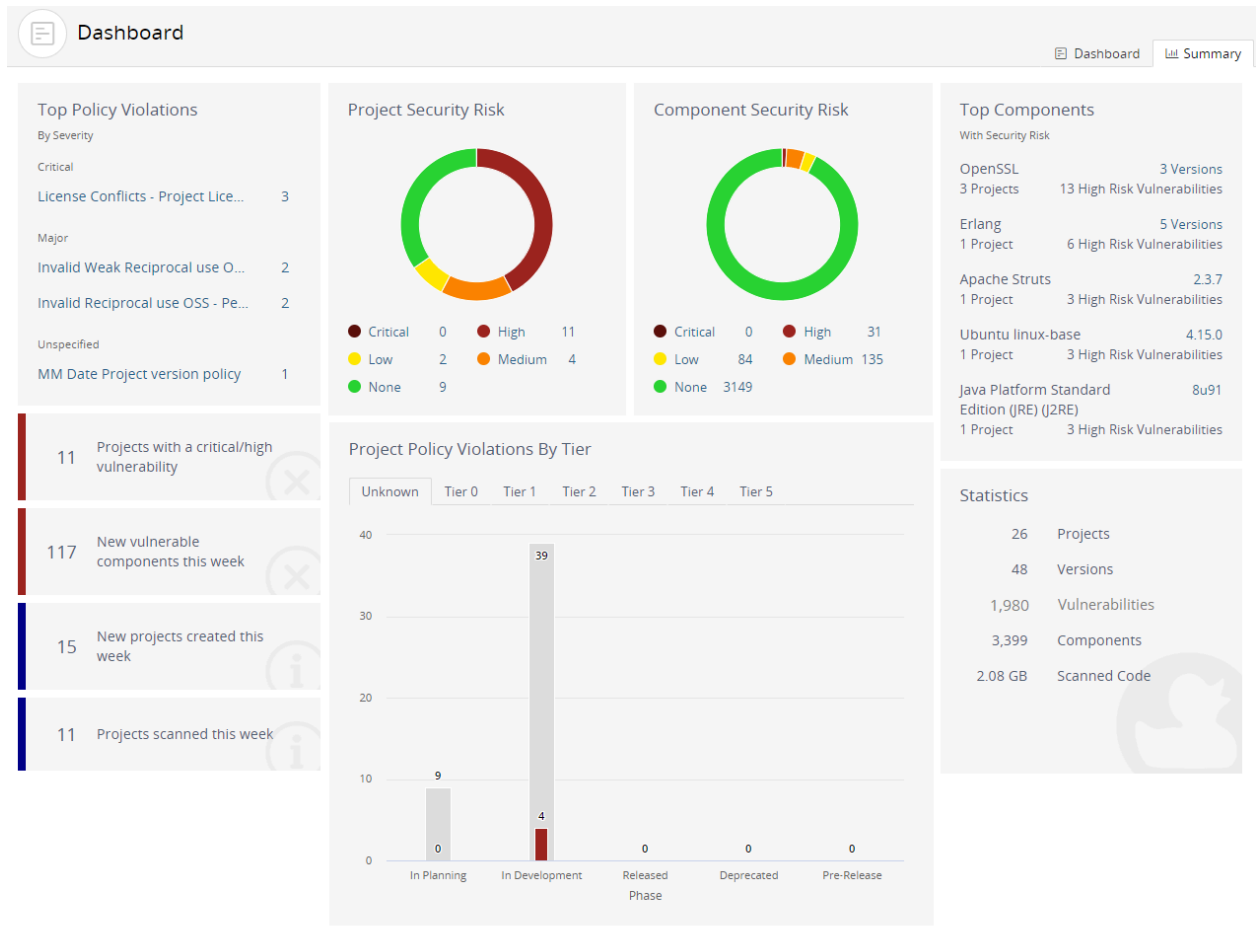 Dashboard
Dashboard
Summary
Top Policy Violations
By Severity
Critical
License Conflicts - Project Lice... 3
Major
Invalid Weak Reciprocal use O... 2
Invalid Reciprocal use OSS - Pe... 2
Unspecified
MM Date Project version policy 1
11 Projects with a critical/high
vulnerability
117 New vulnerable
components this week
15 New projects created this
week
11 Projects scanned this week
Project Security Risk
Critical 0 High 11
Low 2 Medium 4
None 9
Component Security Risk
Critical 0 High 31
Low 84 Medium 135
None 3149
Project Policy Violations By Tier
Unknown Tier 0 Tier 1 Tier 2 Tier 3 Tier 4 Tier 5
40
39
30
20
10
9
4
0 0 0 0 0
In Planning In Development Released Deprecated Pre-Release
Phase
Top Components
With Security Risk
OpenSSL 3 Versions
3 Projects 13 High Risk Vulnerabilities
Erlang 5 Versions
1 Project 6 High Risk Vulnerabilities
Apache Struts 2.3.7
1 Project 3 High Risk Vulnerabilities
Ubuntu linux-base 4.15.0
1 Project 3 High Risk Vulnerabilities
Java Platform Standard 8u91
Edition (JRE) (J2RE)
1 Project 3 High Risk Vulnerabilities
Statistics
26 Projects
48 Versions
1,980 Vulnerabilities
3,399 Components
2.08 GB Scanned Code